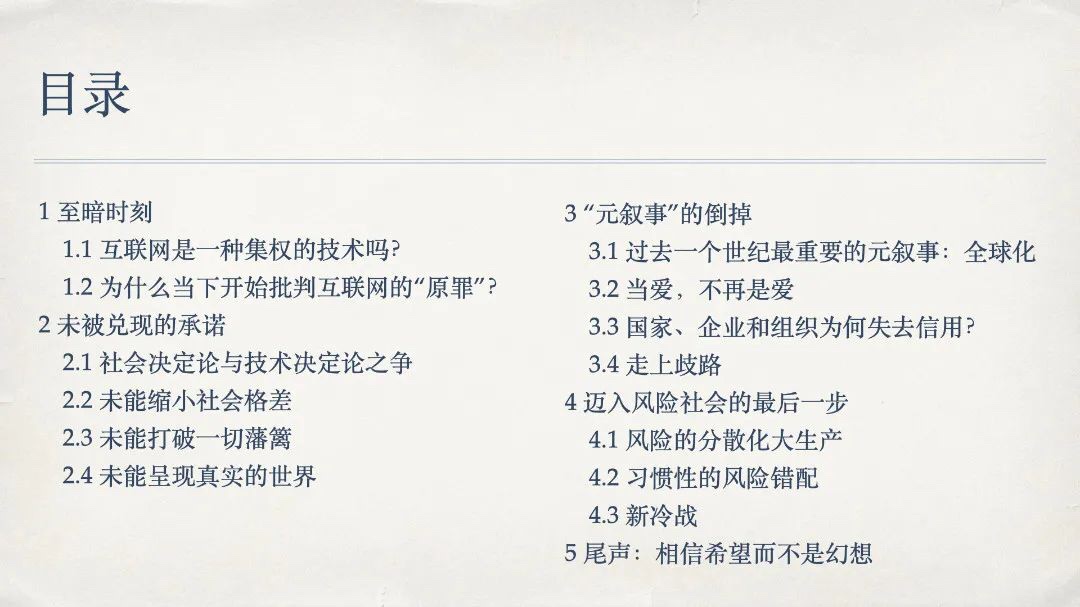 目录
1 至暗时刻
1.1 互联网是一种集权的技术吗？
1.2 为什么当下开始批判互联网的“原罪”？
2 未被兑现的承诺
2.1 社会决定论与技术决定论之争
2.2 未能缩小社会格差
2.3 未能打破一切藩篱
2.4 未能呈现真实的世界
3 “元叙事”的倒掉
3.1 过去一个世纪最重要的元叙事：全球化
3.2 当爱，不再是爱
3.3 国家、企业和组织为何失去信用？
3.4 走上歧路
4 迈入风险社会的最后一步
4.1 风险的分散化大生产
4.2 习惯性的风险错配
4.3 新冷战
5 尾声：相信希望而不是幻想